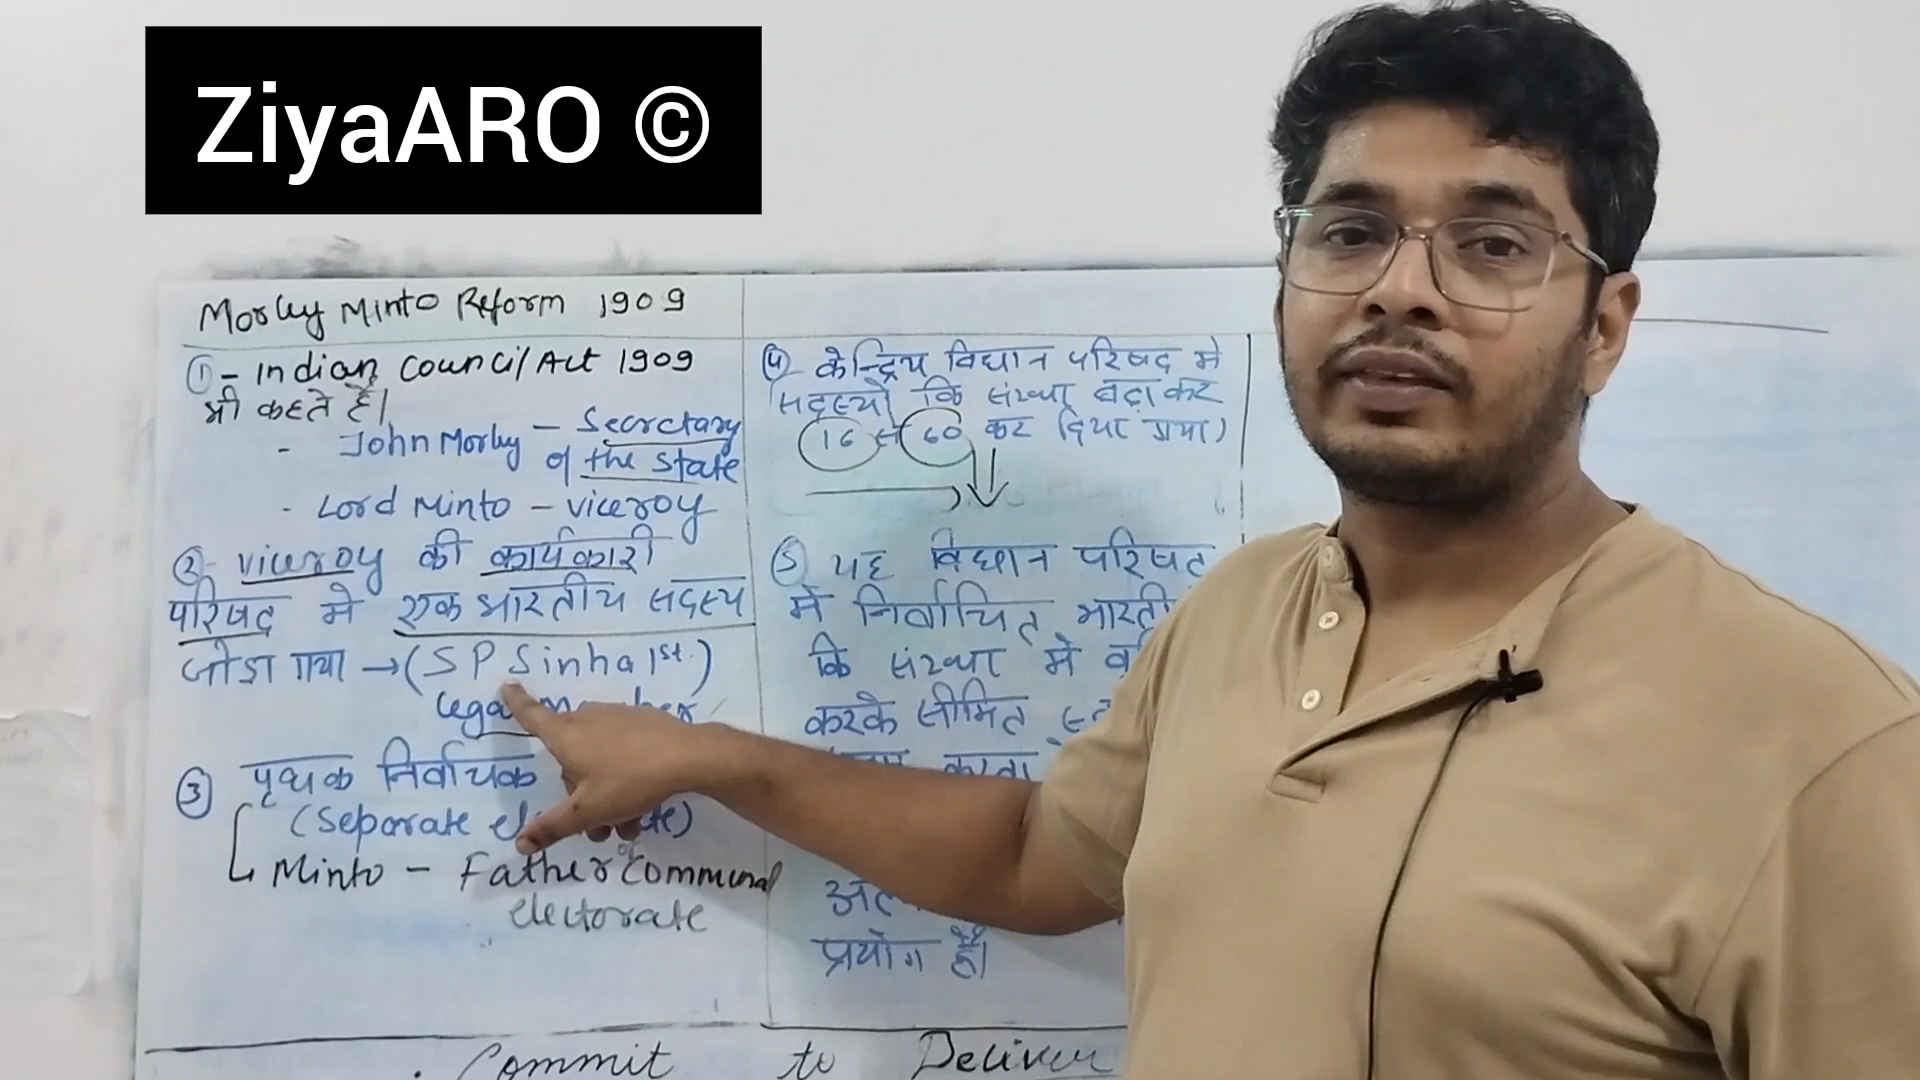 ZiyaARO ©
Morley Minto Reform 1909
① - Indian Council Act 1909
भी कहते हैं।
- John Morley - Secretary
of the State
- Lord Minto - Viceroy
② - viceroy की कार्यकारी
परिषद मे एक भारतीय सदस्य
जोडा गया → (S P Sinha 1st.)
③ पृथक निर्वाचक
(Separate
Minto - Father of Communal
electorate
④ केन्द्रिय विधान परिषद मे
सदस्यो कि संख्या बढ़ा कर
16 से 60 कर दिया गया)
⑤ यह विधान परिषद
में निर्वाचित
कि संख्या में
करके सीमित
करना
प्रयोग हैं।
. Commit to Deliver